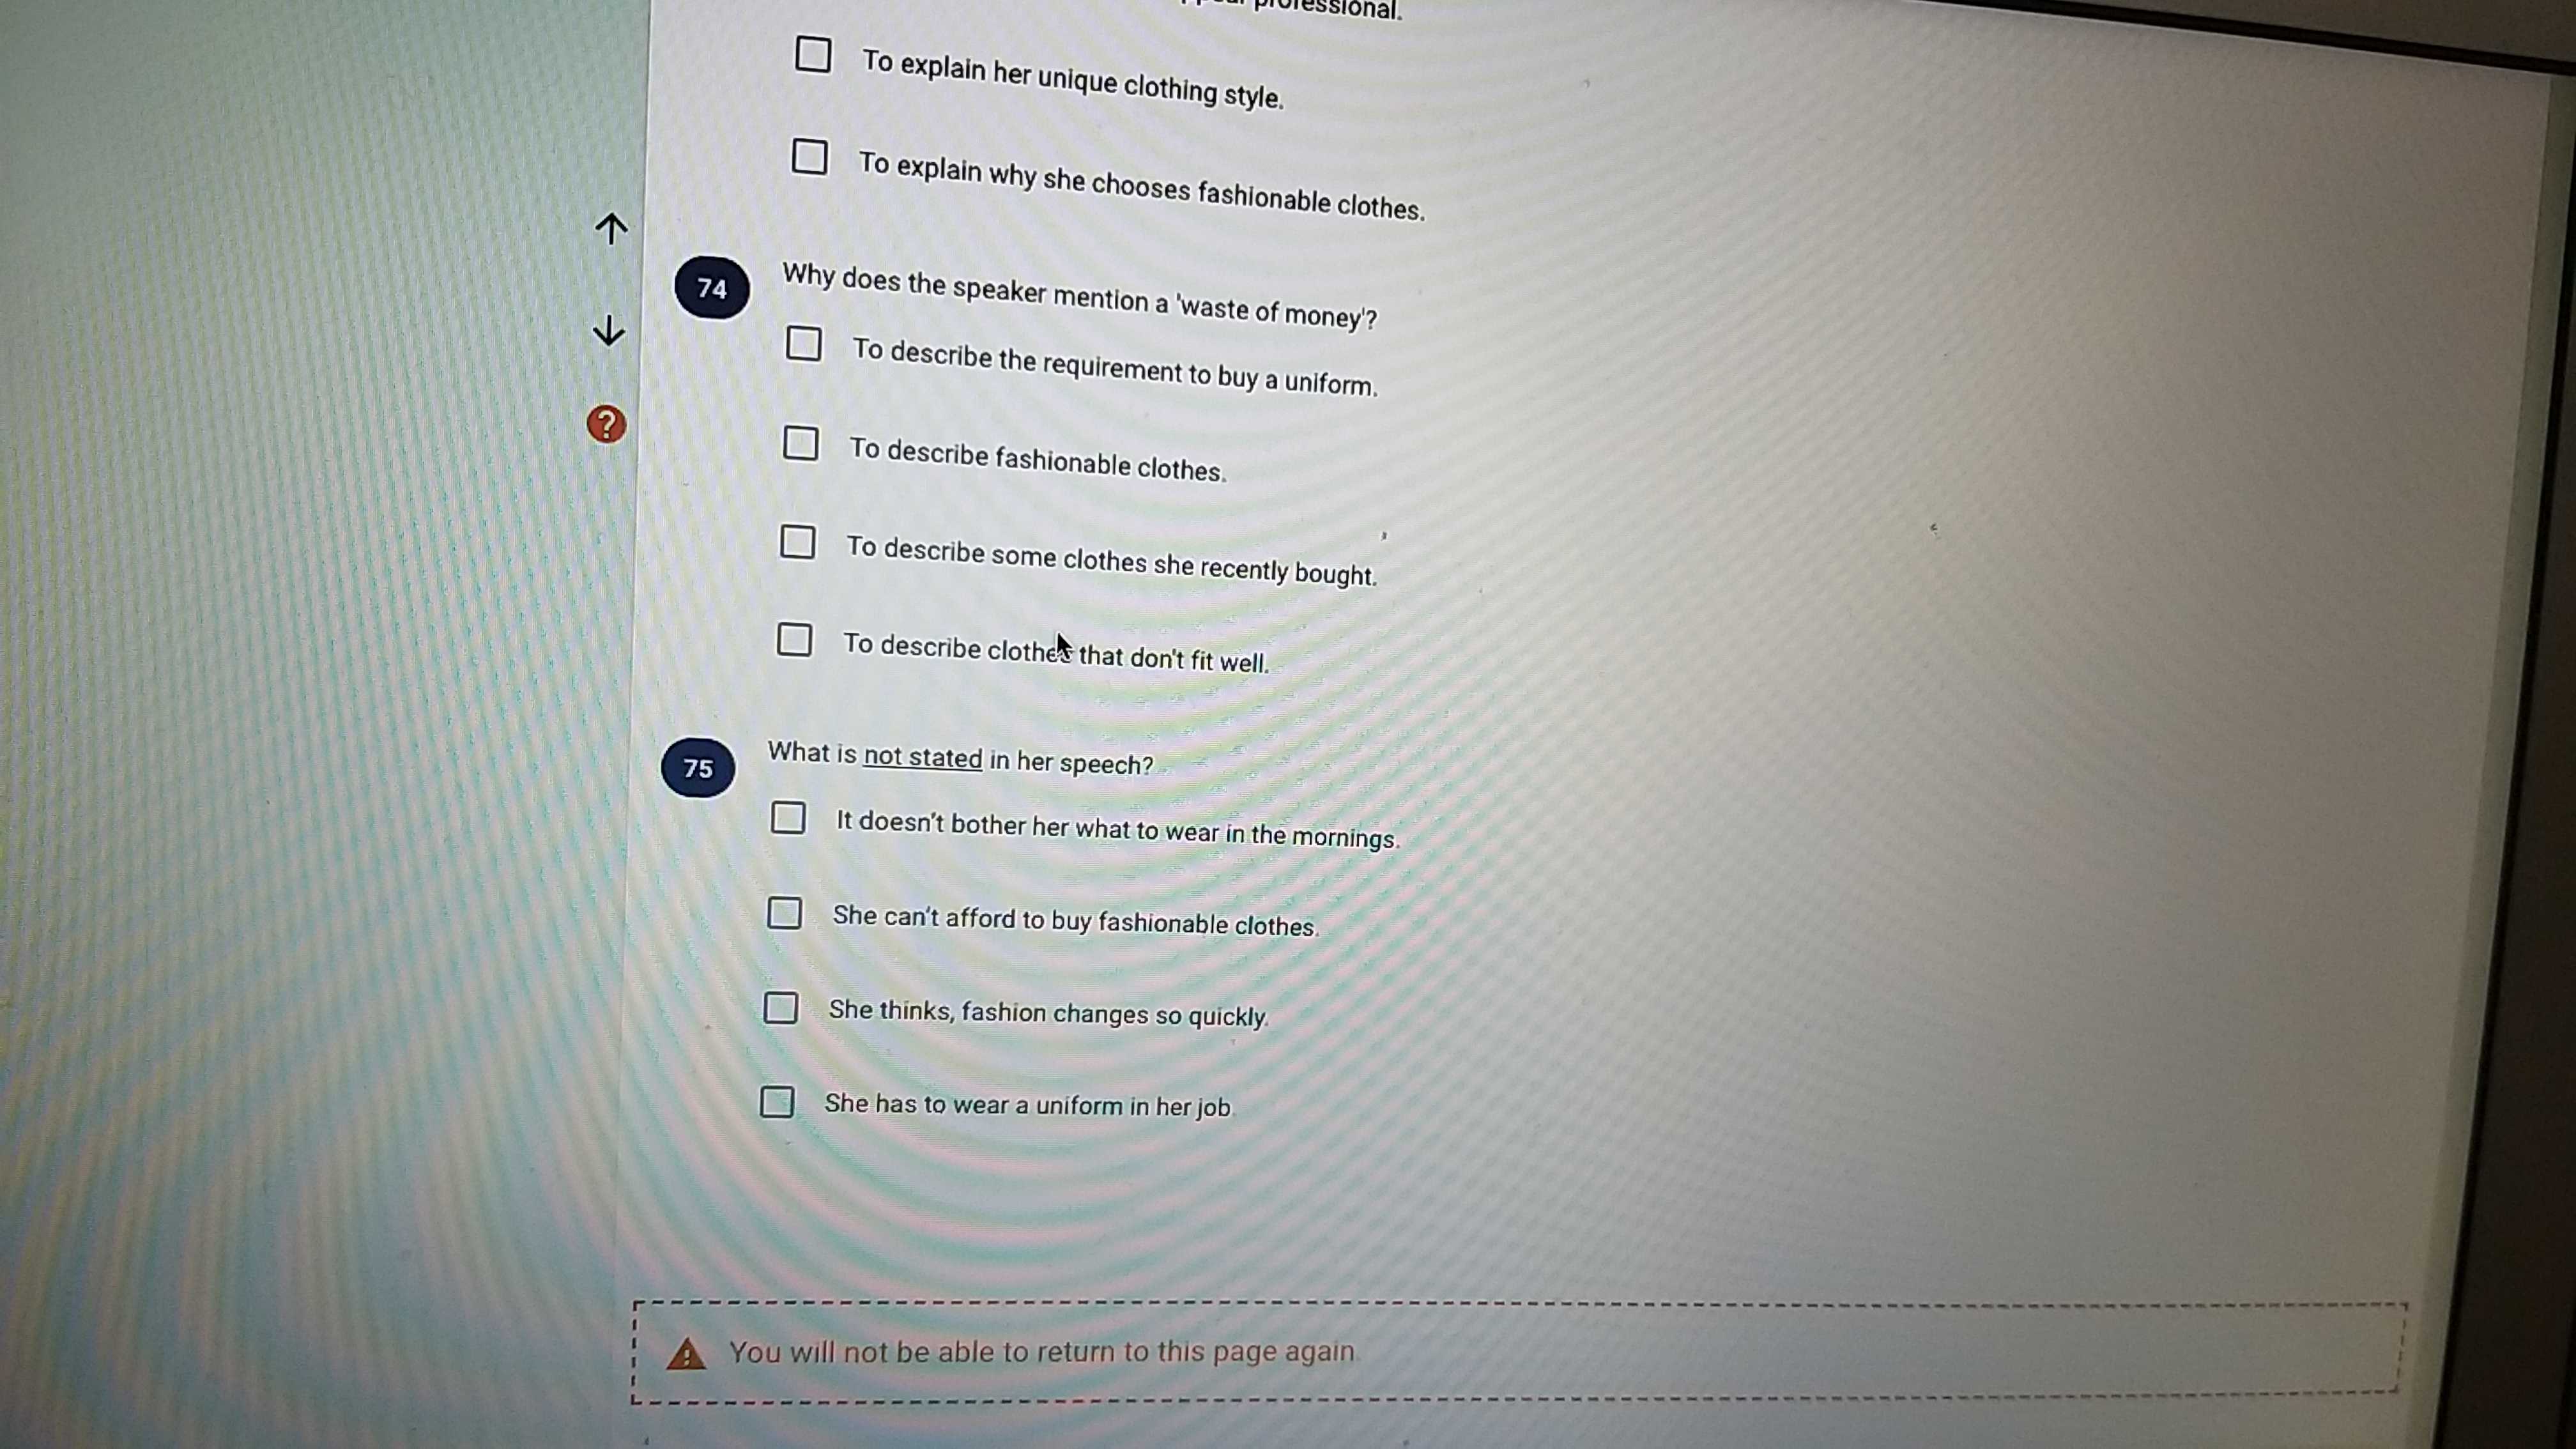 professional.
To explain her unique clothing style.
To explain why she chooses fashionable clothes.
74 Why does the speaker mention a 'waste of money'?
To describe the requirement to buy a uniform.
To describe fashionable clothes.
To describe some clothes she recently bought.
To describe clothes that don't fit well.
75 What is not stated in her speech?
It doesn't bother her what to wear in the mornings.
She can't afford to buy fashionable clothes.
She thinks, fashion changes so quickly.
She has to wear a uniform in her job.
You will not be able to return to this page again.